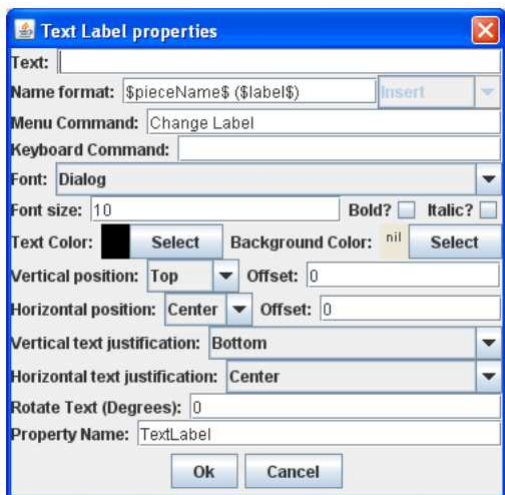 Text Label properties
Text:
Name format: $pieceName$ ($label$) Insert
Menu Command: Change Label
Keyboard Command:
Font: Dialog
Font size: 10 Bold? Italic?
Text Color: Select Background Color: nil Select
Vertical position: Top Offset: 0
Horizontal position: Center Offset: 0
Vertical text justification: Bottom
Horizontal text justification: Center
Rotate Text (Degrees): 0
Property Name: TextLabel
Ok Cancel